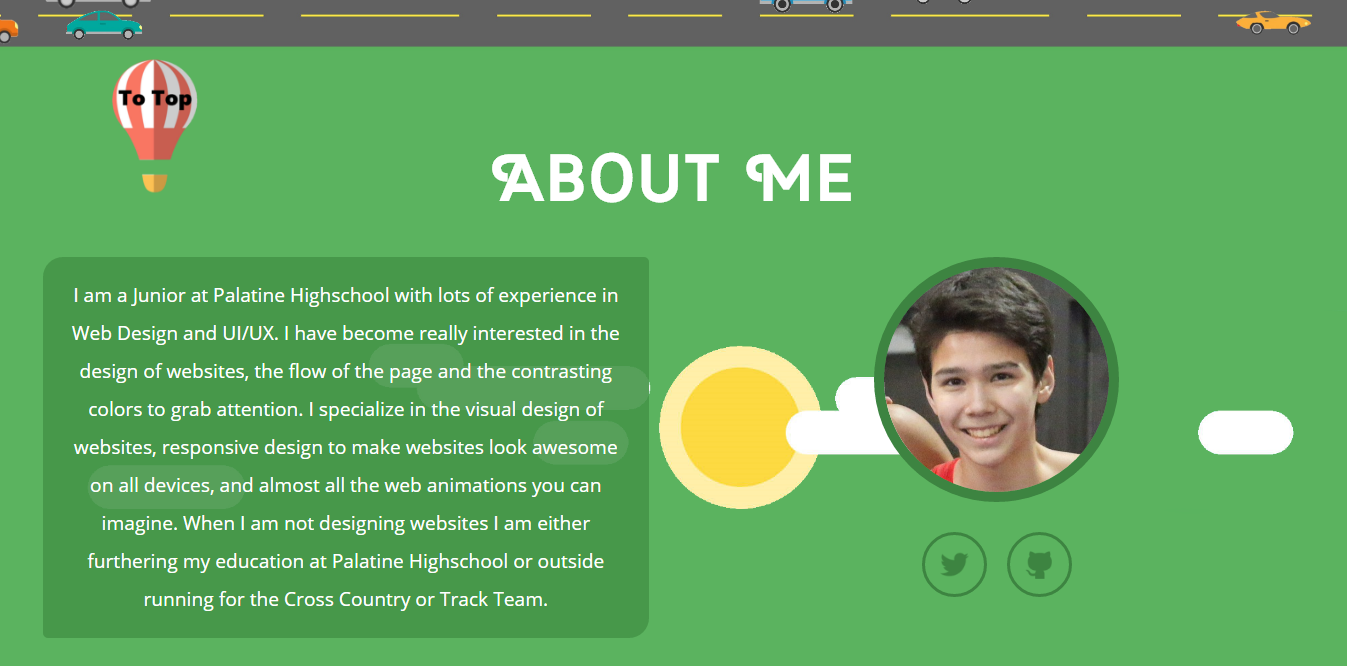 To Top
ABOUT ME
I am a Junior at Palatine Highschool with lots of experience in
Web Design and UI/UX. I have become really interested in the
design of websites, the flow of the page and the contrasting
colors to grab attention. I specialize in the visual design of
websites, responsive design to make websites look awesome
on all devices, and almost all the web animations you can
imagine. When I am not designing websites I am either
furthering my education at Palatine Highschool or outside
running for the Cross Country or Track Team.